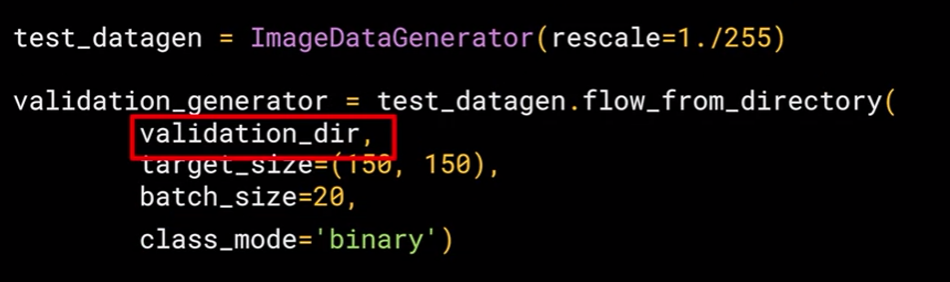 test_datagen = ImageDataGenerator(rescale=1./255)
validation_generator = test_datagen.flow_from_directory(
validation_dir,
target_size=(150, 150),
batch_size=20,
class_mode='binary')